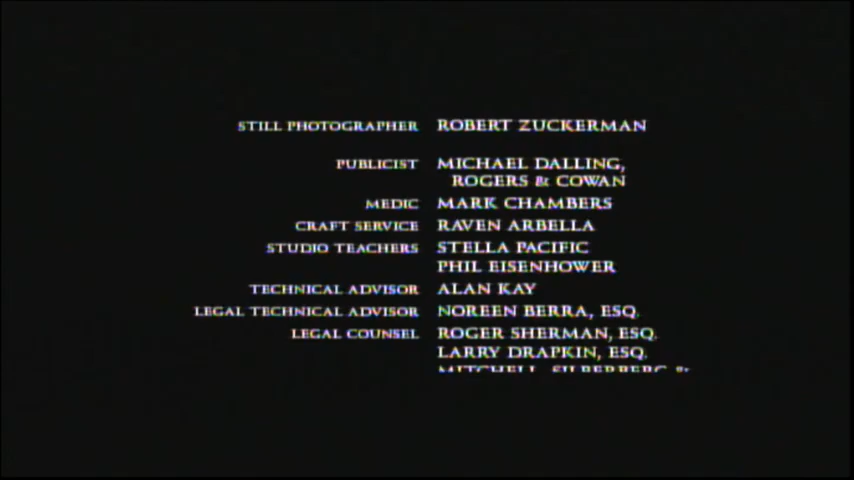 STILL PHOTOGRAPHER ROBERT ZUCKERMAN
PUBLICIST MICHAEL DALLING,
ROGERS & COWAN
MEDIC MARK CHAMBERS
CRAFT SERVICE RAVEN ARBELLA
STUDIO TEACHERS STELLA PACIFIC
PHIL EISENHOWER
TECHNICAL ADVISOR ALAN KAY
LEGAL TECHNICAL ADVISOR NOREEN BERRA, ESQ.
LEGAL COUNSEL ROGER SHERMAN, ESQ.
LARRY DRAPKIN, ESQ.
MITCHELL, SILBERBERG &